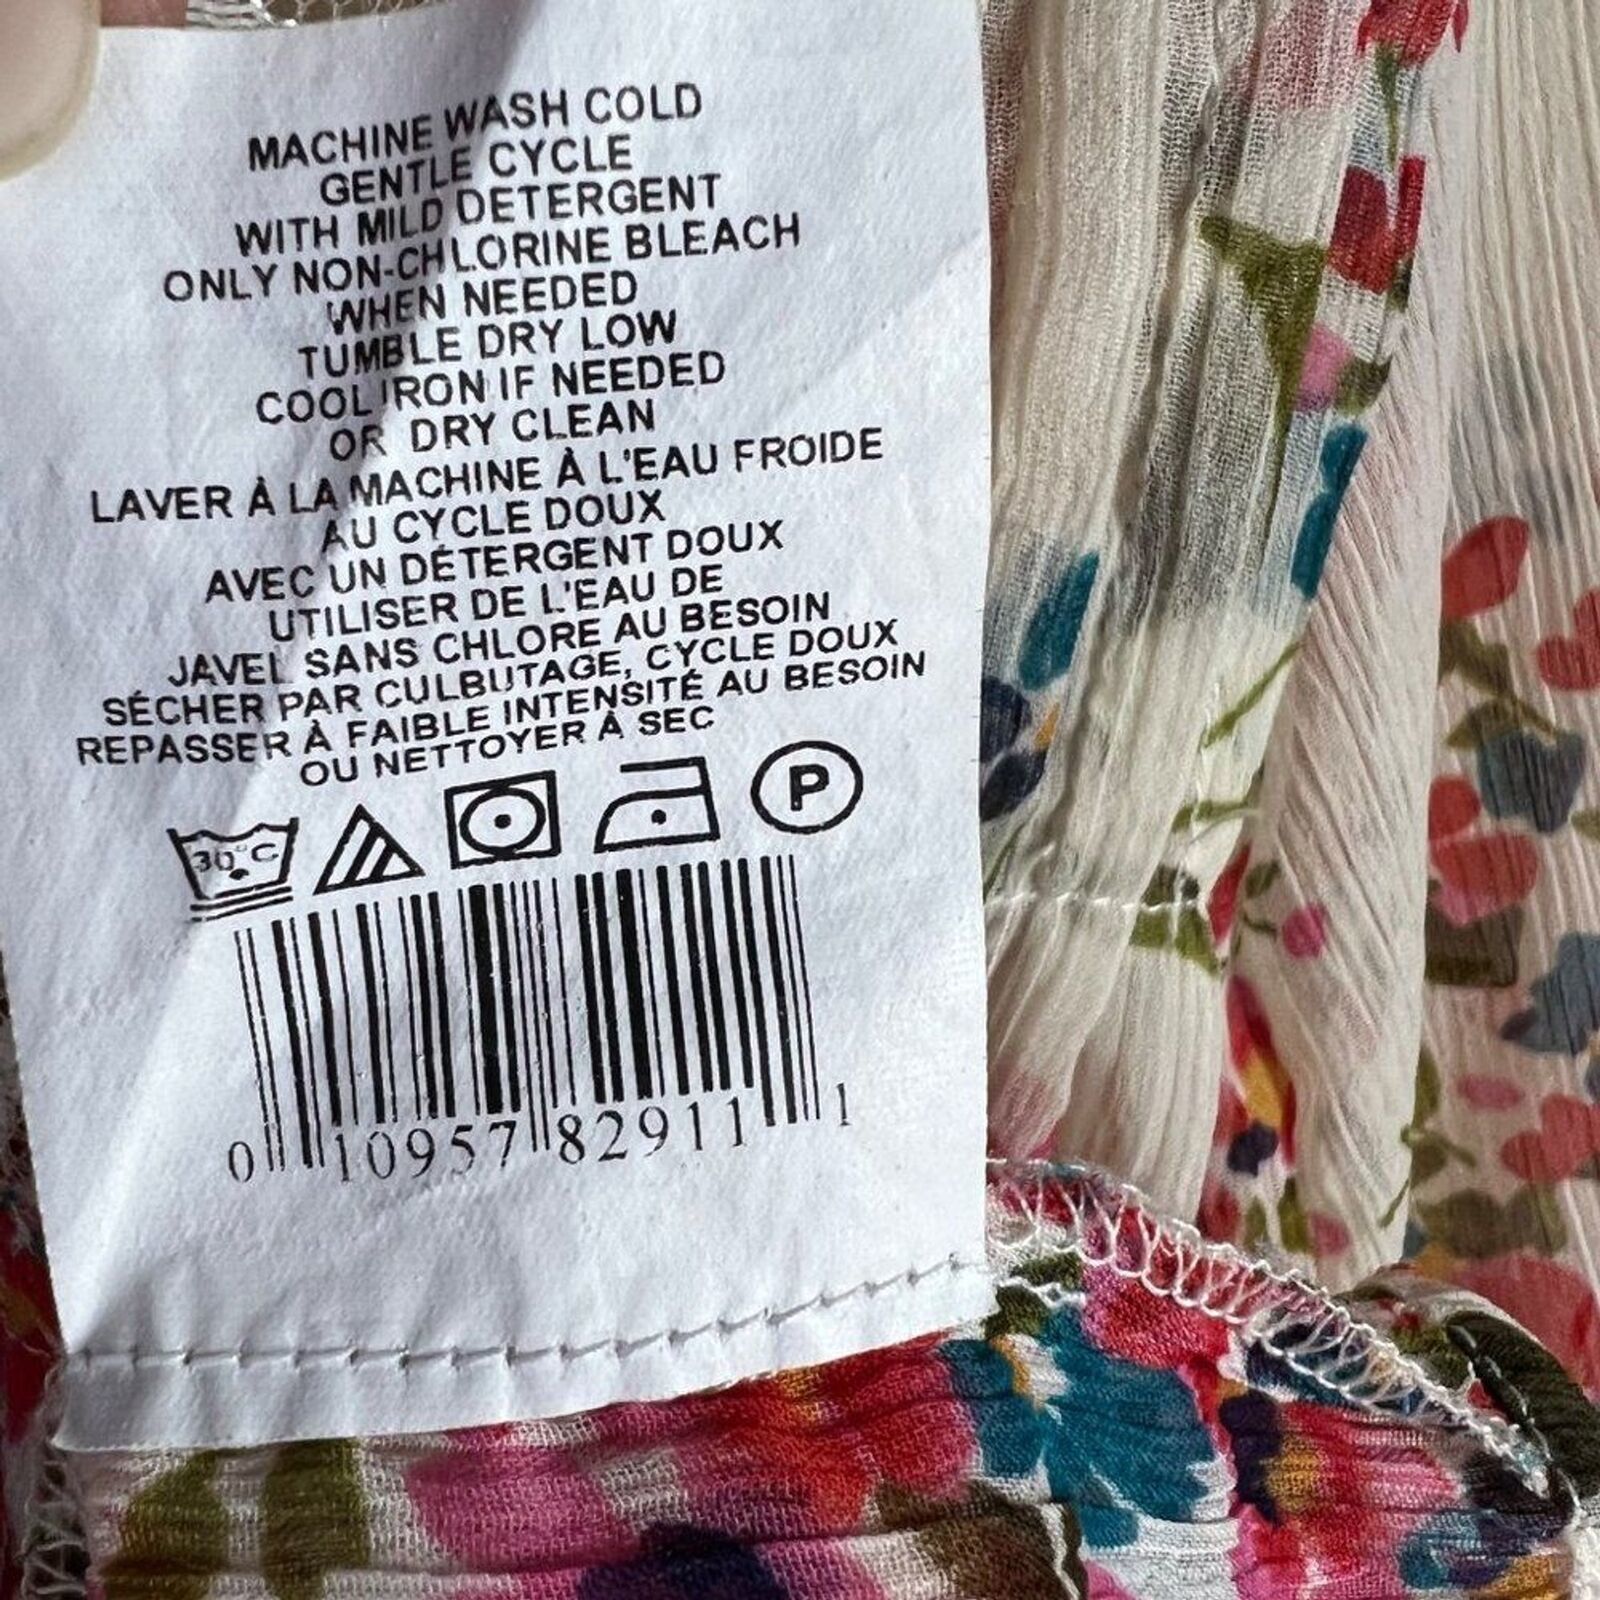 MACHINE WASH COLD
GENTLE CYCLE
WITH MILD DETERGENT
ONLY NON-CHLORINE BLEACH
WHEN NEEDED
TUMBLE DRY LOW
COOL IRON IF NEEDED
OR DRY CLEAN
LAVER À LA MACHINE À L'EAU FROIDE
AU CYCLE DOUX
AVEC UN DÉTERGENT DOUX
UTILISER DE L'EAU DE
JAVEL SANS CHLORE AU BESOIN
SÉCHER PAR CULBUTAGE, CYCLE DOUX
REPASSER À FAIBLE INTENSITÉ AU BESOIN
OU NETTOYER À SEC
30°C P
0 10957 82911 1